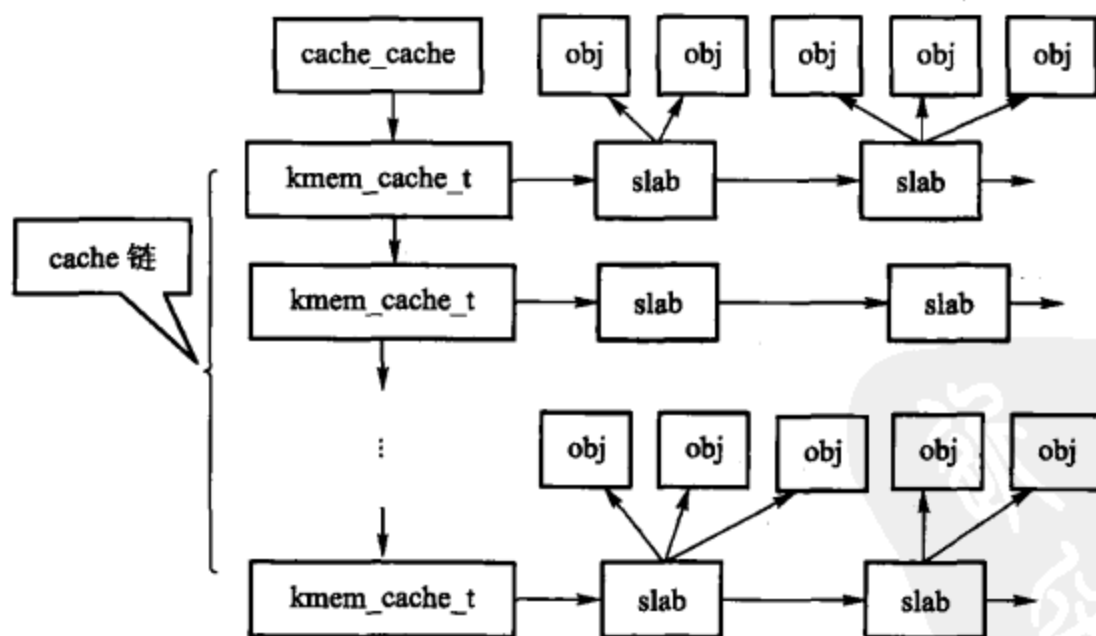 cache_cache
obj
obj
obj
obj
obj
kmem_cache_t
slab
slab
cache 链
kmem_cache_t
slab
slab
⋮
obj
obj
obj
obj
obj
kmem_cache_t
slab
slab